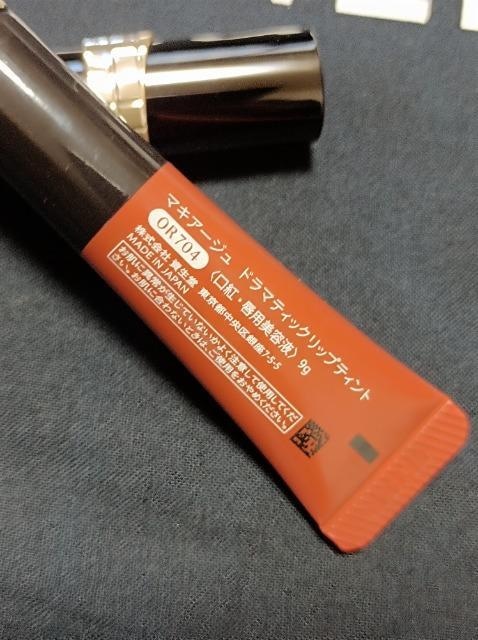 マキアージュ ドラマティックリップティント
OR704 〈口紅・唇用美容液〉9g
株式会社 資生堂 東京都中央区銀座7-5-5
MADE IN JAPAN
お肌に異常が生じていないかよく注意して使用してくだ
さい。お肌に合わないときは、ご使用をおやめください。